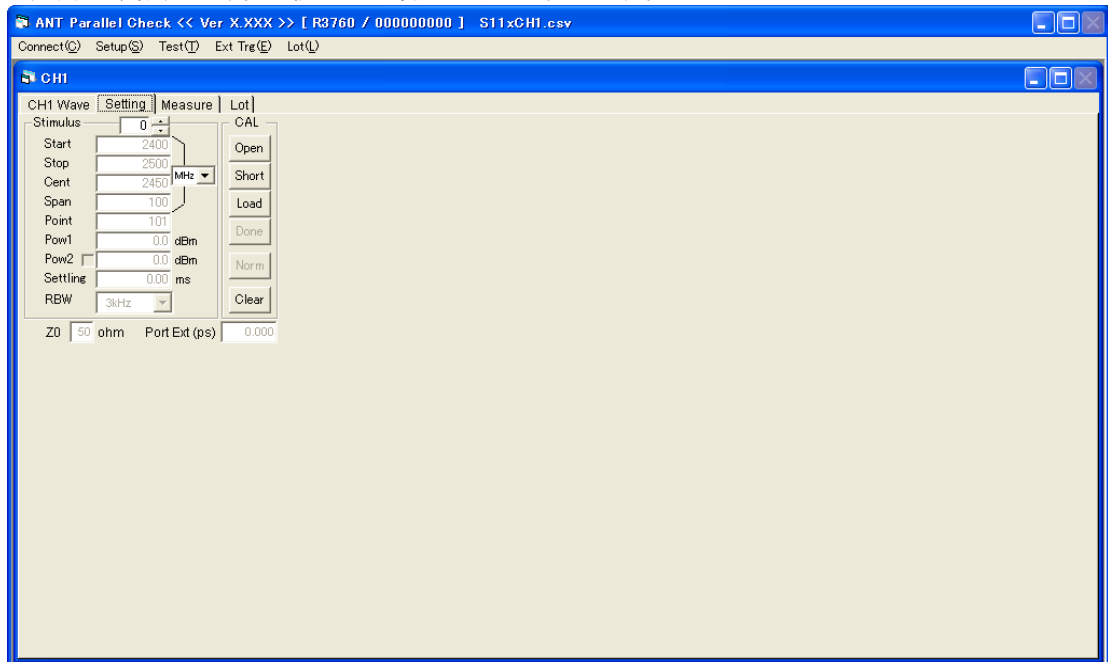 ANT Parallel Check << Ver X.XXX >> [ R3760 / 000000000 ] S11xCH1.csv
Connect(C) Setup(S) Test(T) Ext Trg(E) Lot(L)
CH1
CH1 Wave Setting Measure Lot
Stimulus 0 CAL
Start 2400 Open
Stop 2500
MHz Short
Cent 2450
Span 100 Load
Point 101
Pow1 0.0 dBm Done
Pow2 0.0 dBm Norm
Settling 0.00 ms
RBW 3kHz Clear
Z0 50 ohm Port Ext (ps) 0.000